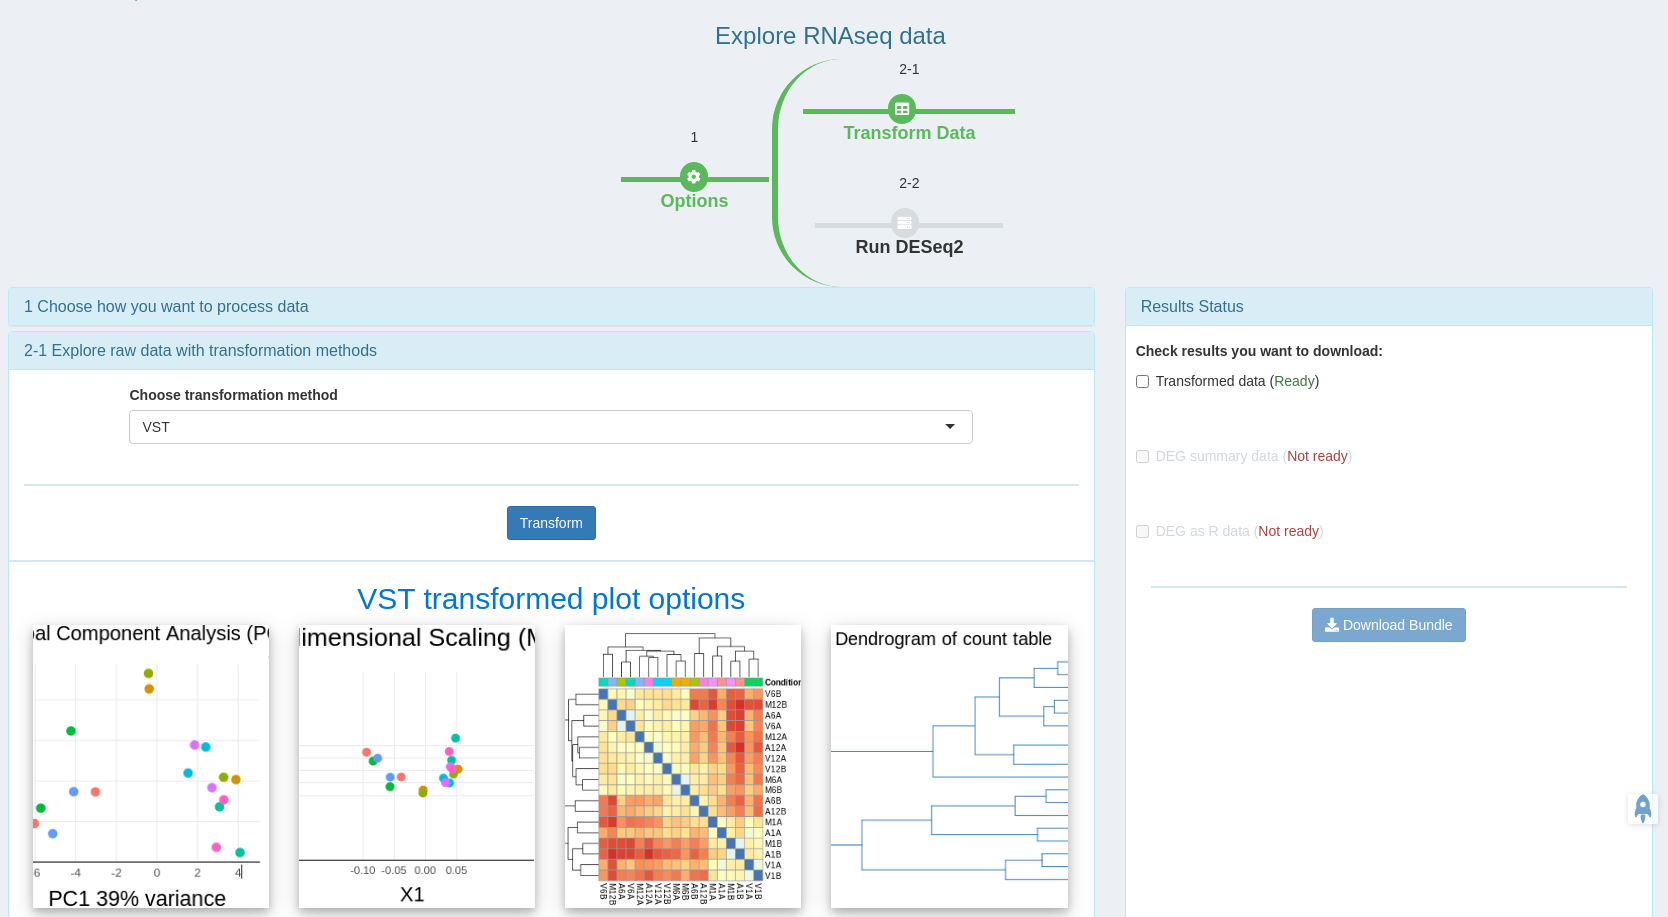 Explore RNAseq data
2-1
Transform Data
1
Options
2-2
Run DESeq2
1 Choose how you want to process data
2-1 Explore raw data with transformation methods
Choose transformation method
VST
Transform
VST transformed plot options
al Component Analysis (P
-4 -2 0 2 4
PC1 39% variance
imensional Scaling (
-0.10 -0.05 0.00 0.05
X1
Condition
V6B
M12B
A6A
V6A
M12A
A12A
V12A
V12B
M6A
M6B
A6B
A12B
M1A
A1A
M1B
A1B
V1A
V1B
V6B M12B A6A V6A M12A A12A V12A V12B M6A M6B A6B A12B M1A A1A M1B A1B V1A V1B
Dendrogram of count table
Results Status
Check results you want to download:
Transformed data (Ready)
DEG summary data (Not ready)
DEG as R data (Not ready)
Download Bundle